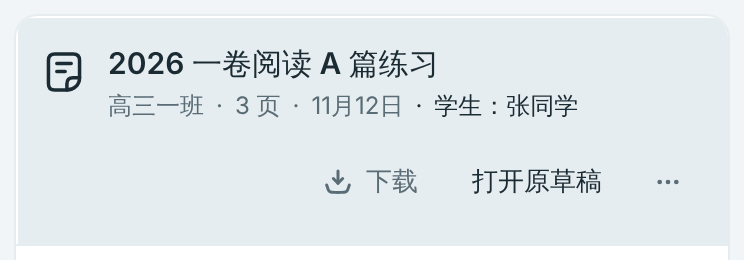 2026 一卷阅读 A 篇练习
高三一班 · 3 页 · 11月12日 · 学生：张同学
下载 打开原草稿 ···